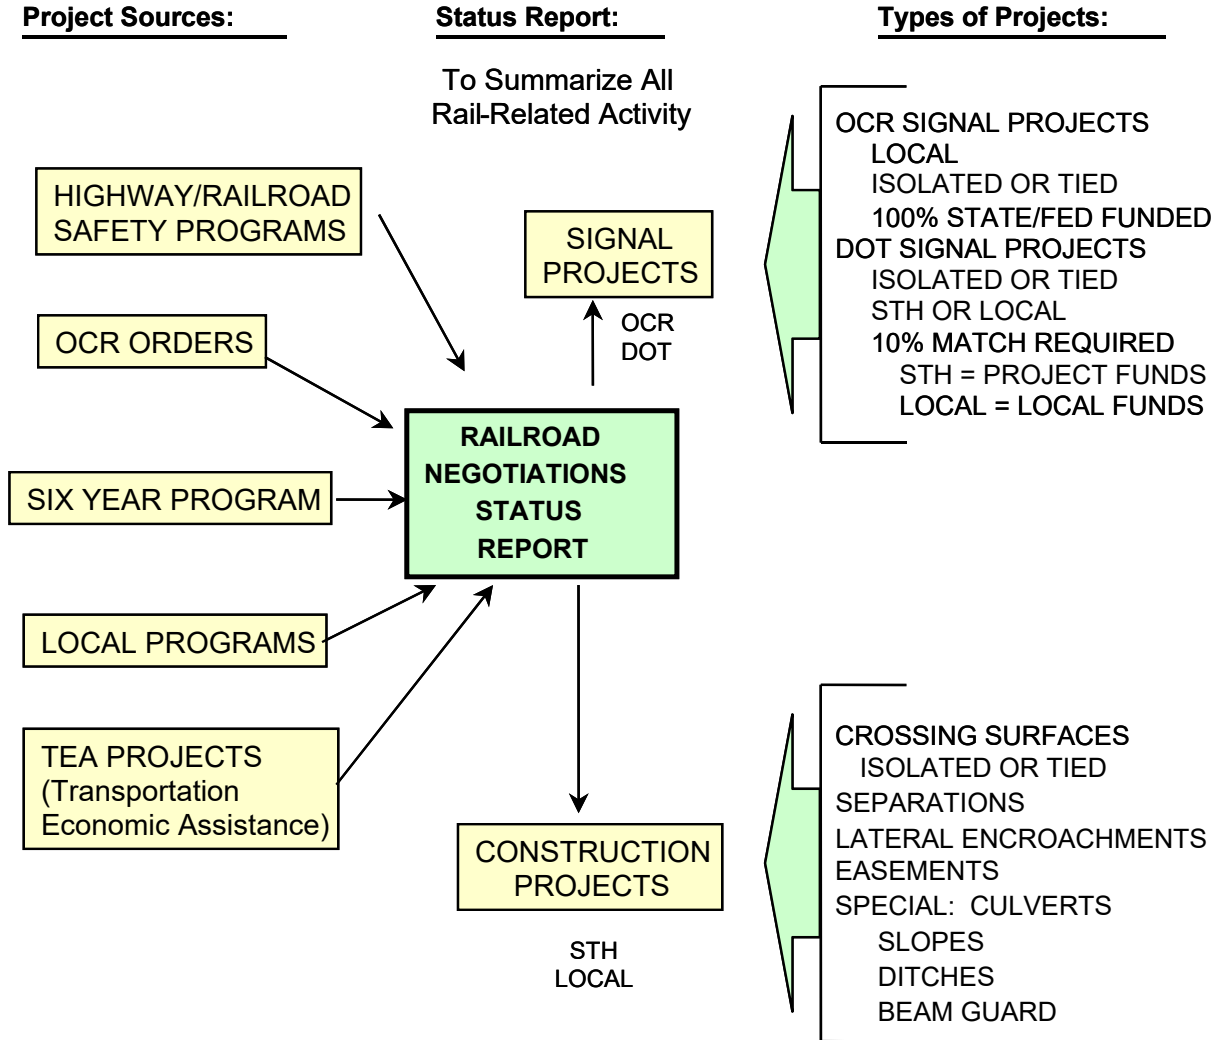 Project Sources:
Status Report:
Types of Projects:
To Summarize All
Rail-Related Activity
HIGHWAY/RAILROAD
SAFETY PROGRAMS
OCR ORDERS
SIX YEAR PROGRAM
LOCAL PROGRAMS
TEA PROJECTS
(Transportation
Economic Assistance)
SIGNAL
PROJECTS
OCR
DOT
RAILROAD
NEGOTIATIONS
STATUS
REPORT
CONSTRUCTION
PROJECTS
STH
LOCAL
OCR SIGNAL PROJECTS
LOCAL
ISOLATED OR TIED
100% STATE/FED FUNDED
DOT SIGNAL PROJECTS
ISOLATED OR TIED
STH OR LOCAL
10% MATCH REQUIRED
STH = PROJECT FUNDS
LOCAL = LOCAL FUNDS
CROSSING SURFACES
ISOLATED OR TIED
SEPARATIONS
LATERAL ENCROACHMENTS
EASEMENTS
SPECIAL: CULVERTS
SLOPES
DITCHES
BEAM GUARD